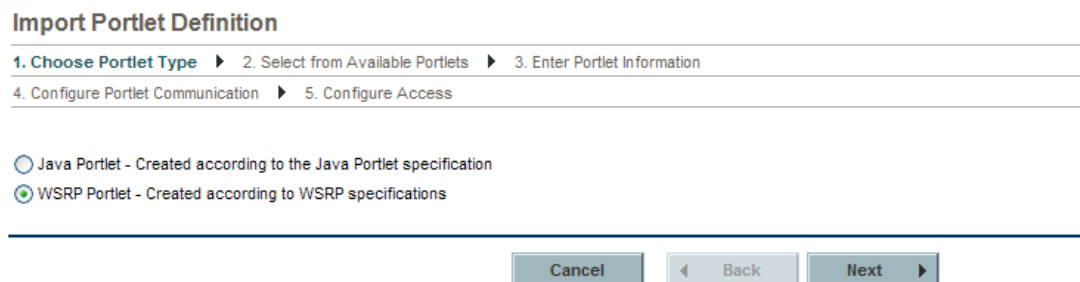 Import Portlet Definition
1. Choose Portlet Type 2. Select from Available Portlets 3. Enter Portlet Information
4. Configure Portlet Communication 5. Configure Access
Java Portlet - Created according to the Java Portlet specification
WSRP Portlet - Created according to WSRP specifications
Cancel Back Next